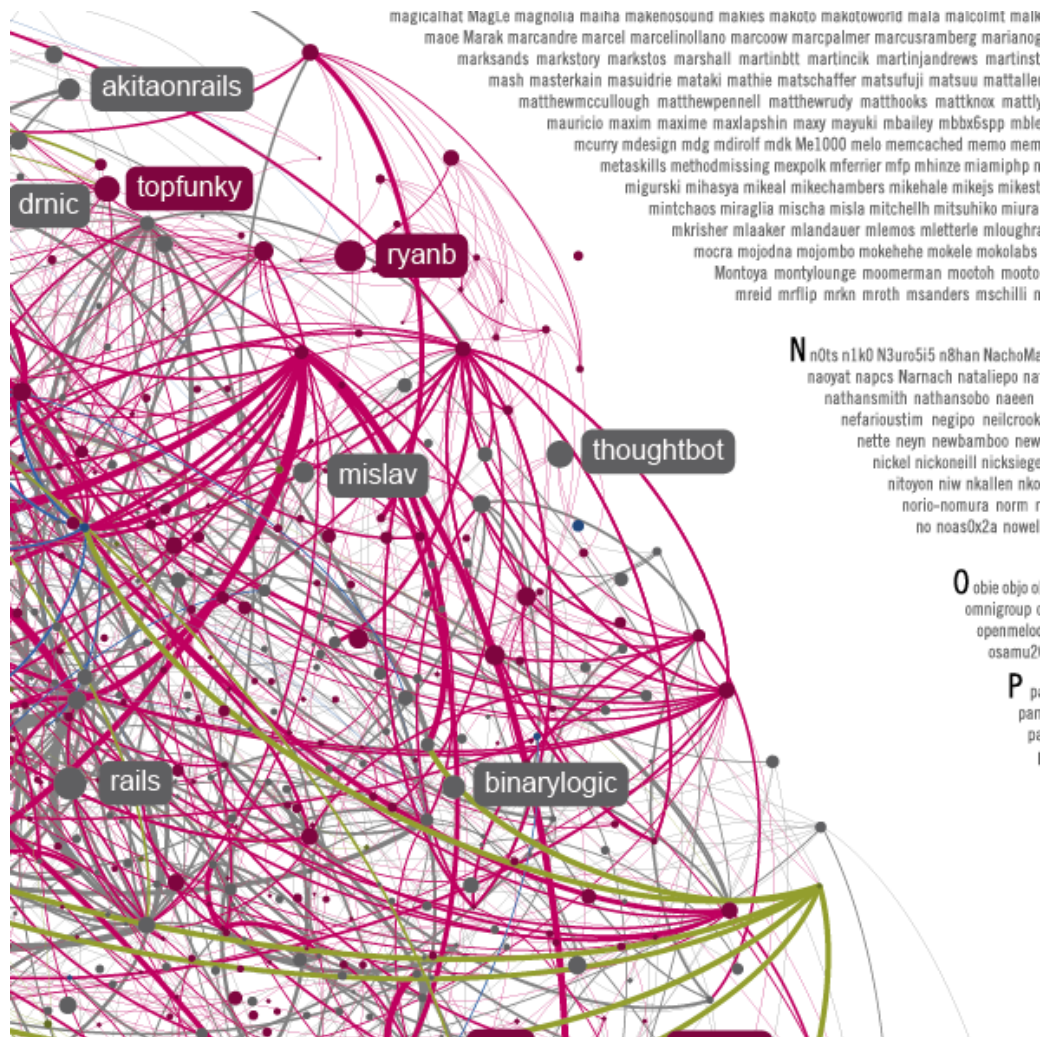 magicalhat MagLe magnolia maiha makenosound makies makoto makotoworld mala malcolmt
maoe Marak marcandre marcel marcelinollano marcoow marcpalmer marcusramberg
marksands markstory markstos marshall martinbtt martincik martinjandrews
akitaonrails
mash masterkain masuidrie mataki mathie matschaffer matsufuji matsuu
matthewmccullough matthewpennell matthewrudy matthooks mattknox
mauricio maxim maxime maxlapshin maxy mayuki mbailey mbbx6spp
mcurry mdesign mdg mdirolf mdk Me1000 melo memcached memo
metaskills methodmissing mexpolk mferrier mfp mhinze miamiphp
topfunky
migurski mihasya mikeal mikechambers mikehale mikejs
drnic
mintchaos miraglia mischa misla mitchellh mitsuhiko
mkrisher mlaaker mlandauer mlemos mletterle
ryanb
mocra mojodna mojombo mokehehe mokele mokolabs
Montoya montylounge moomerman mootoh
mreid mrflip mrkn mroth msanders mschilli
N n0ts n1k0 N3uro5i5 n8han
naoyat napcs Narnach nataliepo
nathansmith nathansobo naeen
nefarioustim negipo
thoughtbot
nette neyn newbamboo
mislav
nickel nickoneill
nitoyon niw nkallen
norio-nomura norm
no noas0x2a
O obie objo
omnigroup
P
rails
binarylogic